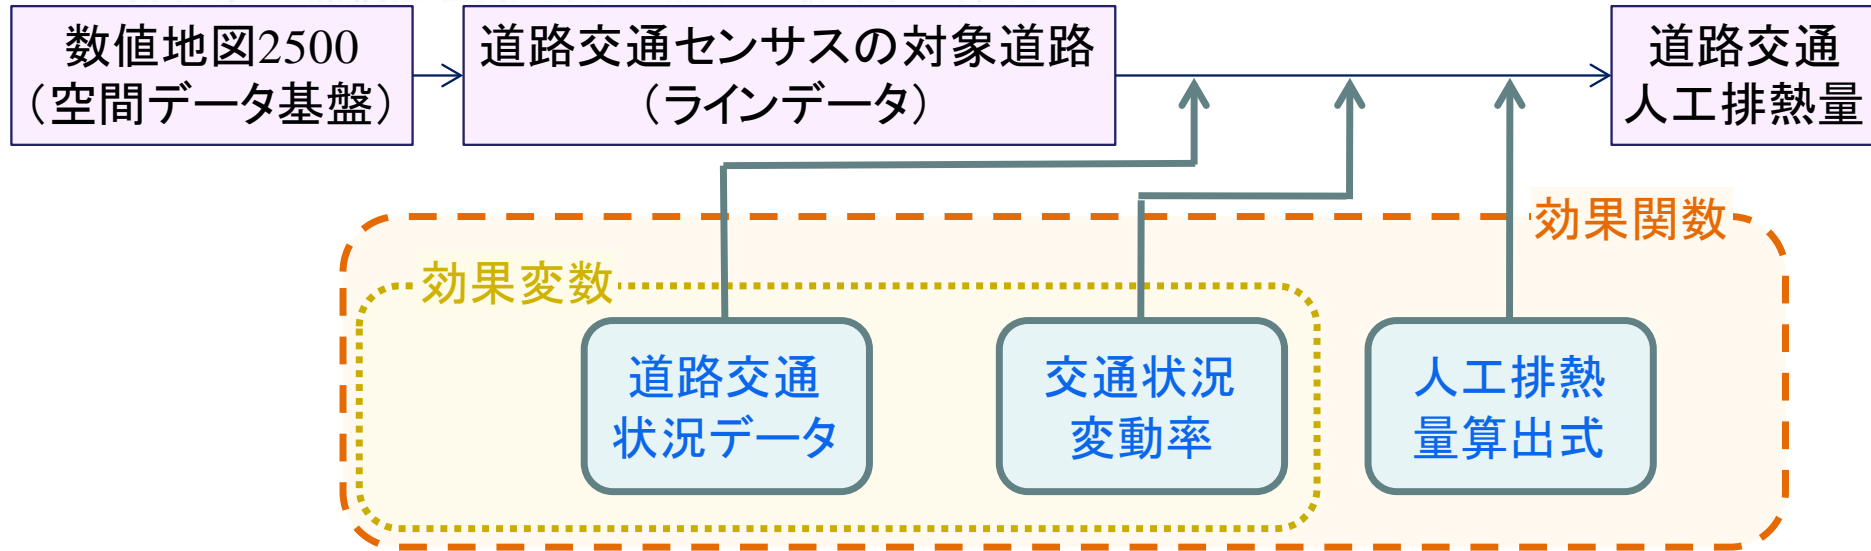 数値地図2500
（空間データ基盤）
道路交通センサスの対象道路
（ラインデータ）
道路交通
人工排熱量
効果関数
効果変数
道路交通
状況データ
交通状況
変動率
人工排熱
量算出式